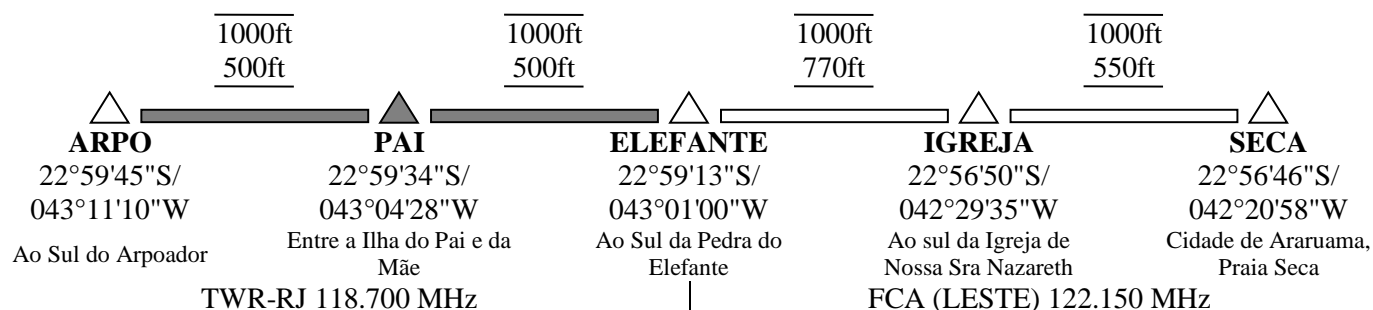 1000ft 1000ft 1000ft 1000ft
500ft 500ft 770ft 550ft
ARPO PAI ELEFANTE IGREJA SECA
22°59'45"S/ 22°59'34"S/ 22°59'13"S/ 22°56'50"S/ 22°56'46"S/
043°11'10"W 043°04'28"W 043°01'00"W 042°29'35"W 042°20'58"W
Ao Sul do Arpoador Entre a Ilha do Pai e da Ao Sul da Pedra do Ao sul da Igreja de Cidade de Araruama,
Mãe Elefante Nossa Sra Nazareth Praia Seca
TWR-RJ 118.700 MHz FCA (LESTE) 122.150 MHz